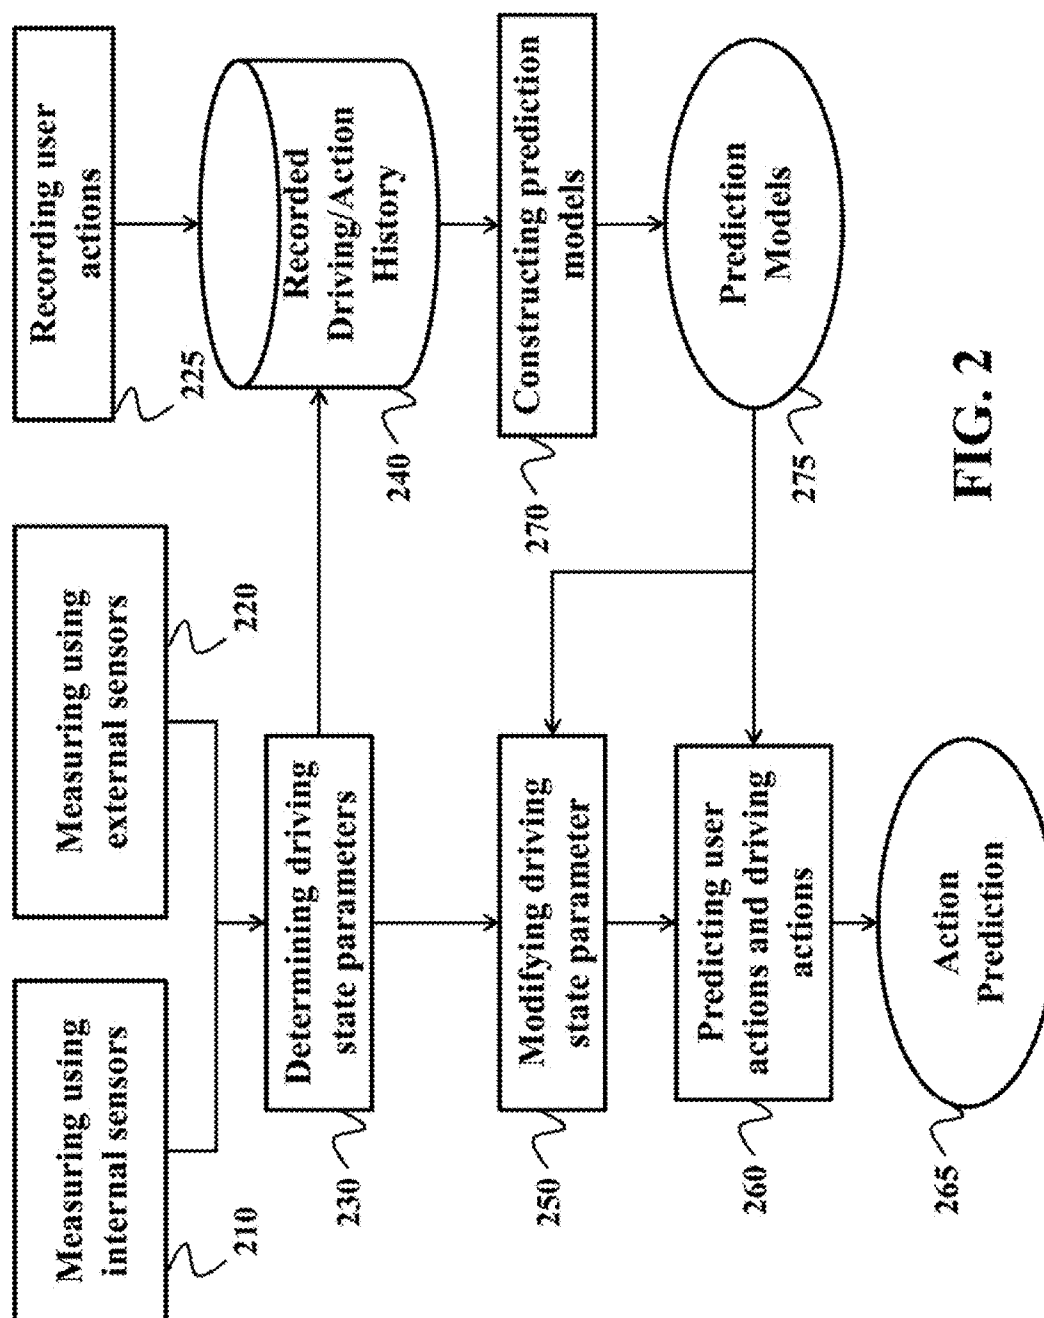 Measuring using
internal sensors
210
Measuring using
external sensors
220
Recording user
actions
225
Determining driving
state parameters
230
Recorded
Driving/Action
History
240
Modifying driving
state parameter
250
Constructing prediction
models
270
Predicting user
actions and driving
actions
260
Prediction
Models
275
Action
Prediction
265
FIG. 2